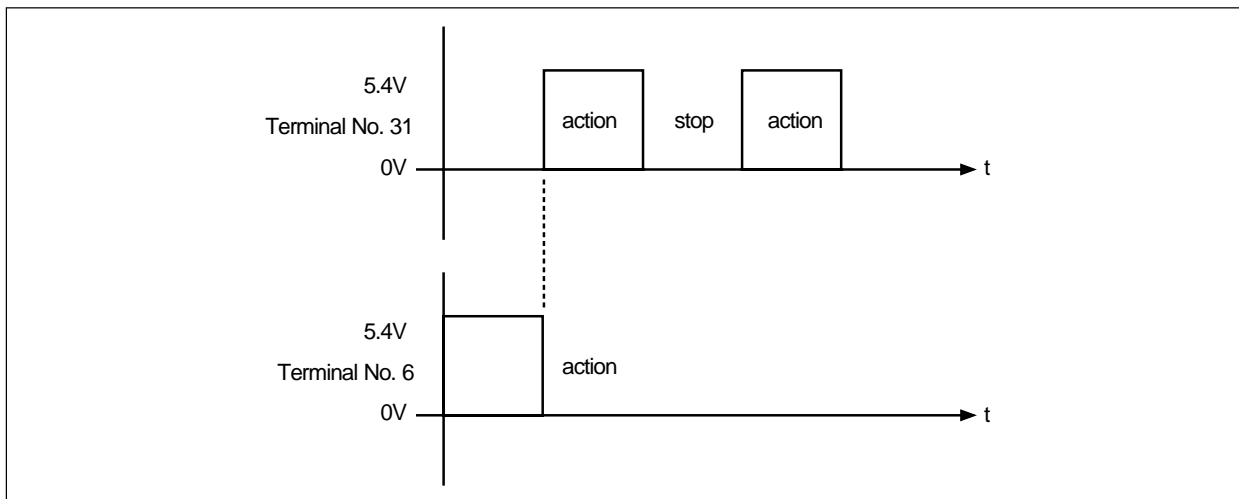 5.4V
Terminal No. 31
action
stop
action
0V
t
5.4V
Terminal No. 6
action
0V
t